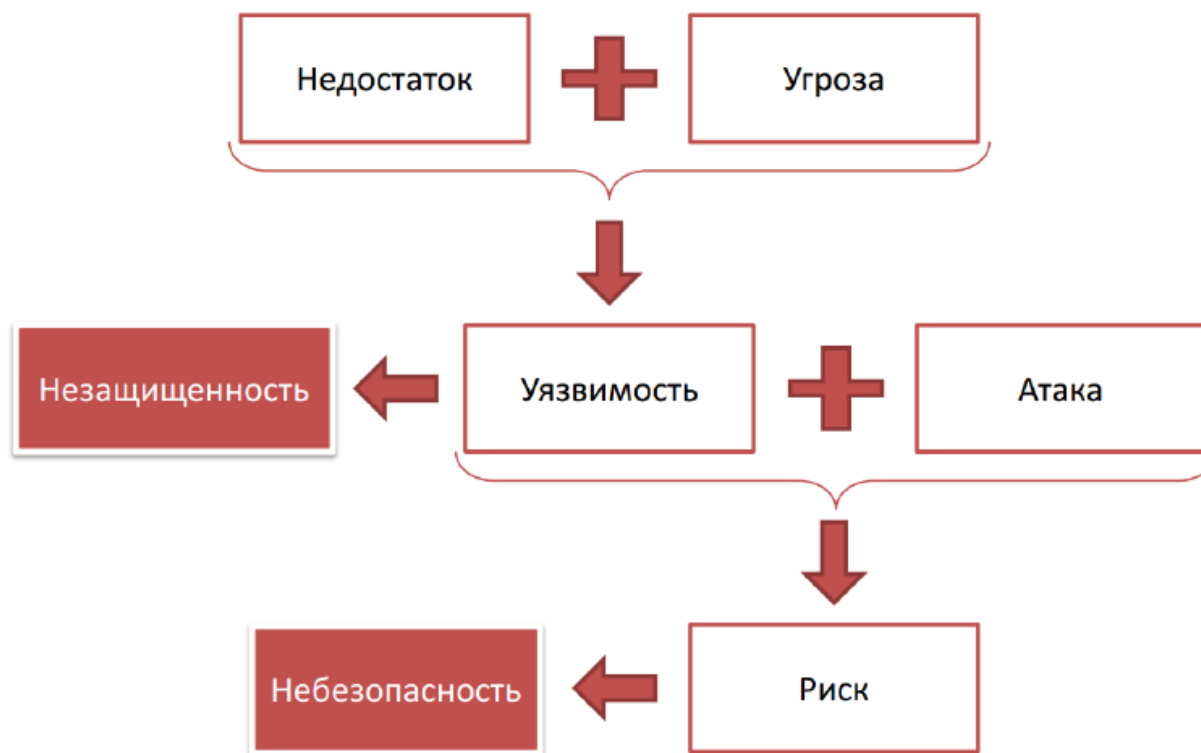 Недостаток
Угроза
Незащищенность
Уязвимость
Атака
Небезопасность
Риск